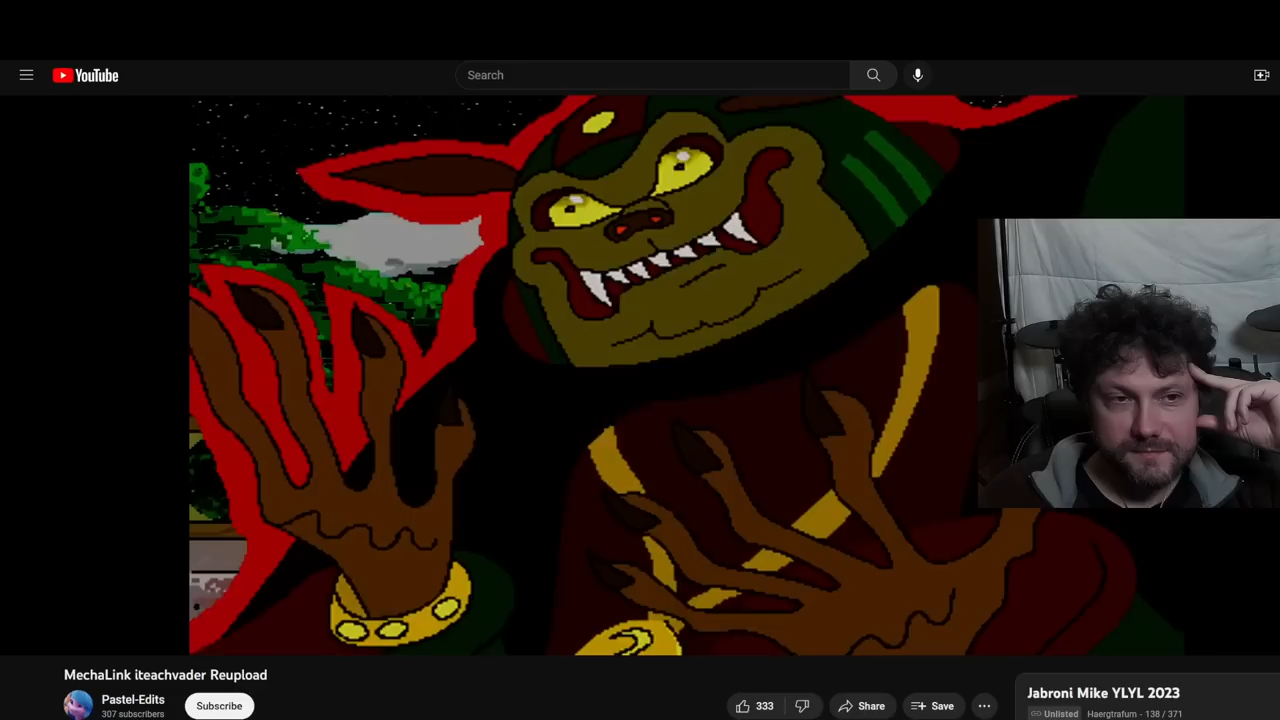 YouTube
Search
MechaLink iteachvader Reupload
Pastel-Edits
307 subscribers
Subscribe
333
Share
Save
Jabroni Mike YLYL 2023
Unlisted
Haergtrafum - 138 / 371